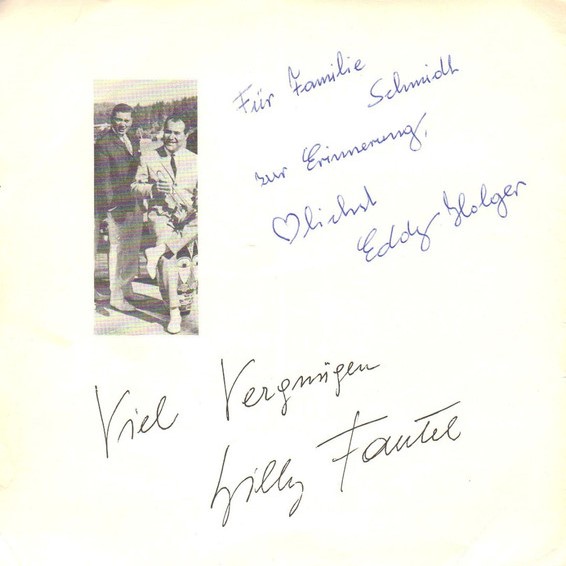 Für Familie
Schmidt
zur Erinnerung,
♡lichst
Eddy Holger
Viel Vergnügen
Willy Fantel